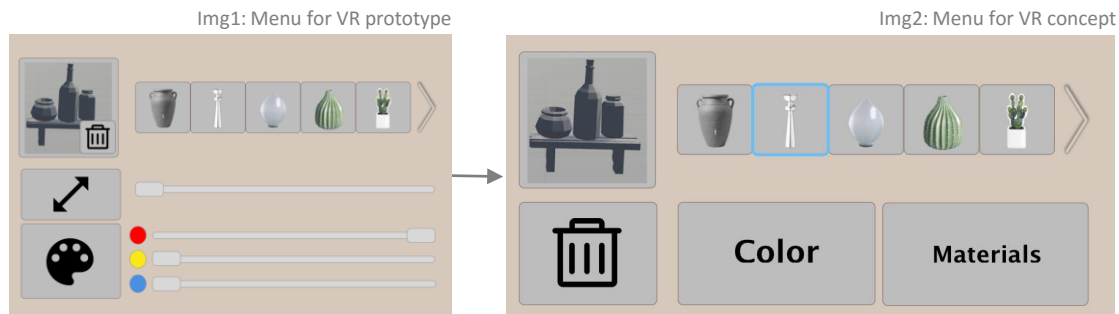 Img1: Menu for VR prototype
Img2: Menu for VR concept
Color
Materials